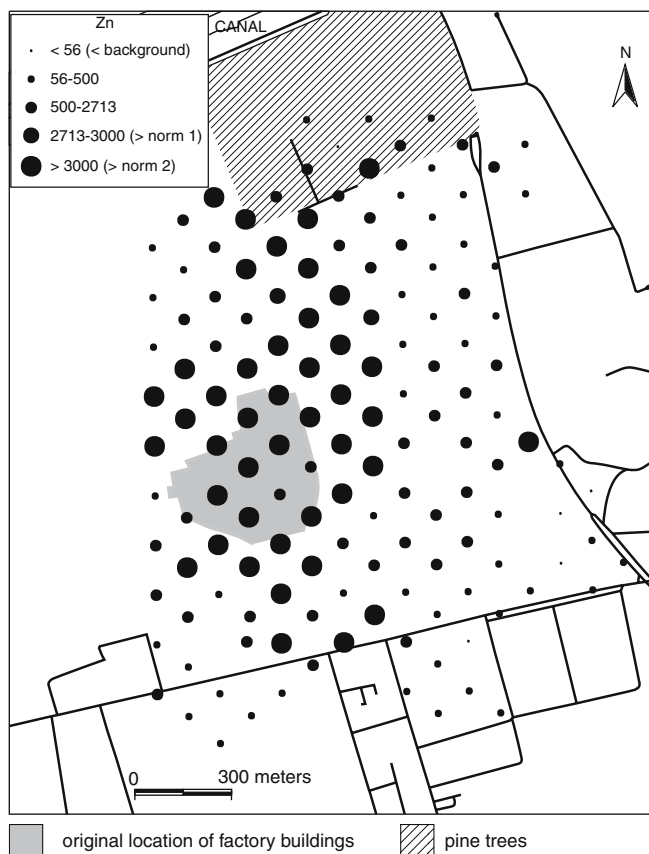 Zn
< 56 (< background)
56-500
500-2713
2713-3000 (> norm 1)
> 3000 (> norm 2)
CANAL
N
0 300 meters
original location of factory buildings pine trees